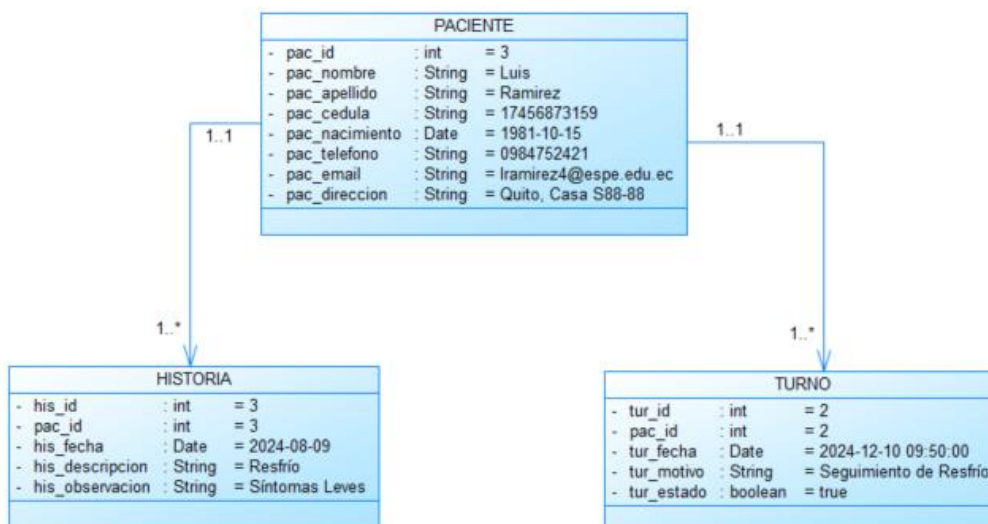 PACIENTE
- pac_id : int = 3
- pac_nombre : String = Luis
- pac_apellido : String = Ramirez
- pac_cedula : String = 17456873159
- pac_nacimiento : Date = 1981-10-15
- pac_telefono : String = 0984752421
- pac_email : String = lramirez4@espe.edu.ec
- pac_direccion : String = Quito, Casa S88-88
1..1
1..1
1..*
1..*
HISTORIA
- his_id : int = 3
- pac_id : int = 3
- his_fecha : Date = 2024-08-09
- his_descripcion : String = Resfrío
- his_observacion : String = Síntomas Leves
TURNO
- tur_id : int = 2
- pac_id : int = 2
- tur_fecha : Date = 2024-12-10 09:50:00
- tur_motivo : String = Seguimiento de Resfrío
- tur_estado : boolean = true